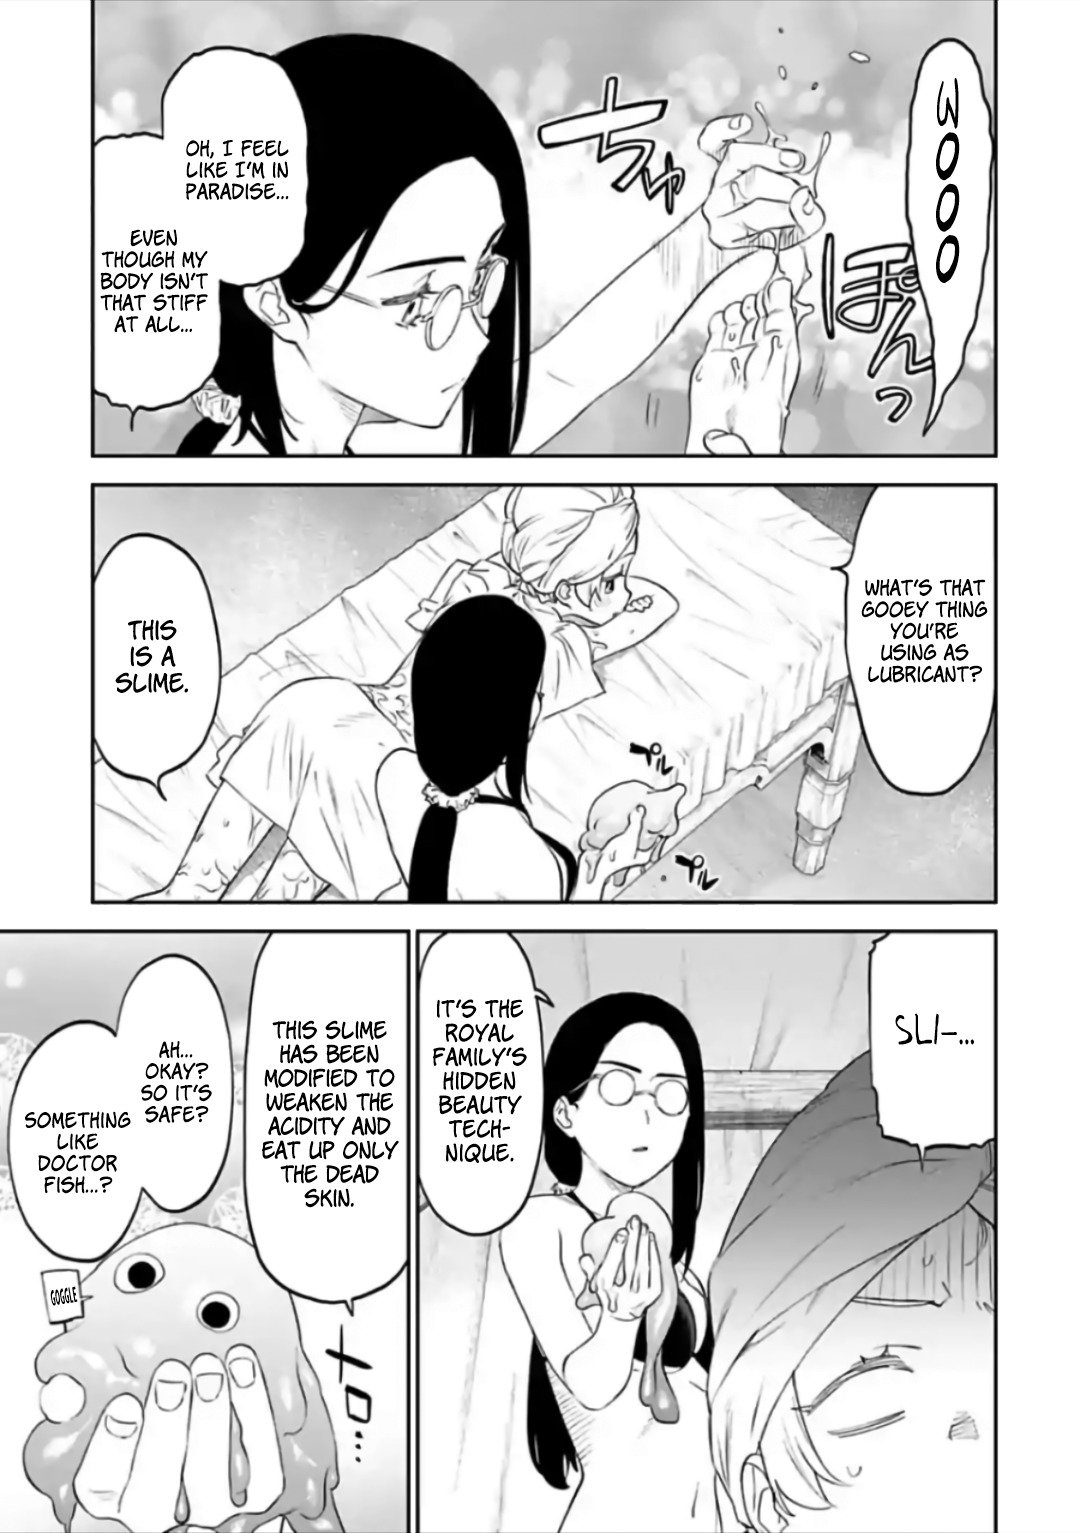 WOOO
ちゅ
ぽんっ
OH, I FEEL
LIKE I'M IN
PARADISE...
EVEN
THOUGH MY
BODY ISN'T
THAT STIFF
AT ALL...
WHAT'S THAT
GOOEY THING
YOU'RE
USING AS
LUBRICANT?
THIS
IS A
SLIME.
プル
プル
SLI-...
IT'S THE
ROYAL
FAMILY'S
HIDDEN
BEAUTY
TECH-
NIQUE.
THIS SLIME
HAS BEEN
MODIFIED TO
WEAKEN THE
ACIDITY AND
EAT UP ONLY
THE DEAD
SKIN.
AH...
OKAY?
SO IT'S
SAFE?
SOMETHING
LIKE
DOCTOR
FISH...?
GOGGLE
メロ...